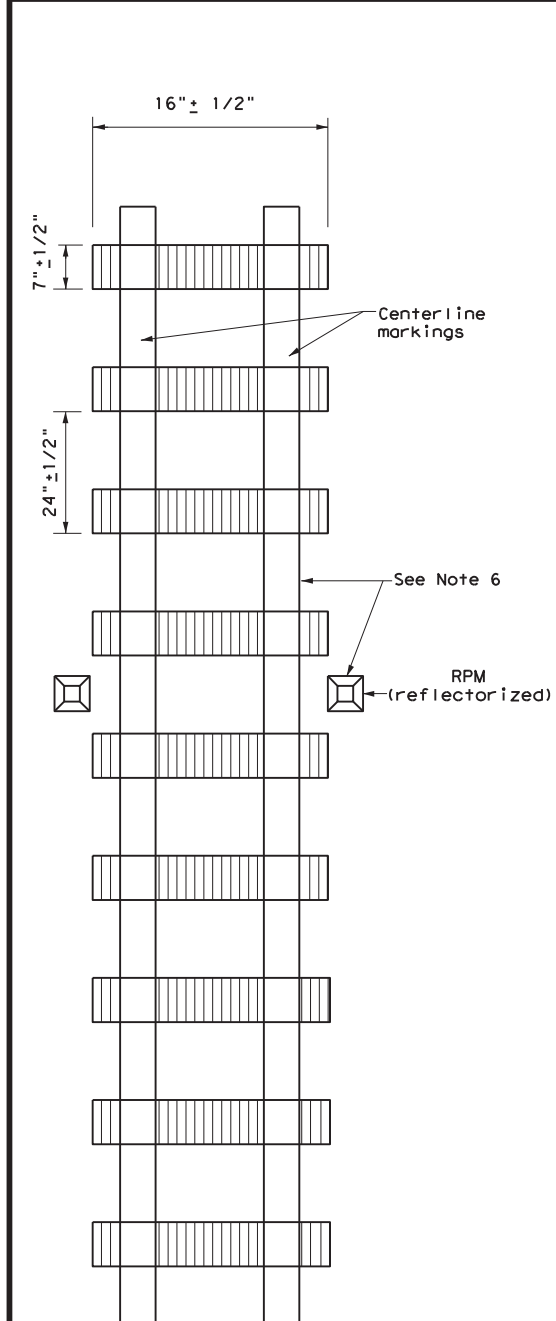 16"± 1/2"
7"±1/2"
Centerline
markings
24"±1/2"
See Note 6
RPM
(reflectorized)